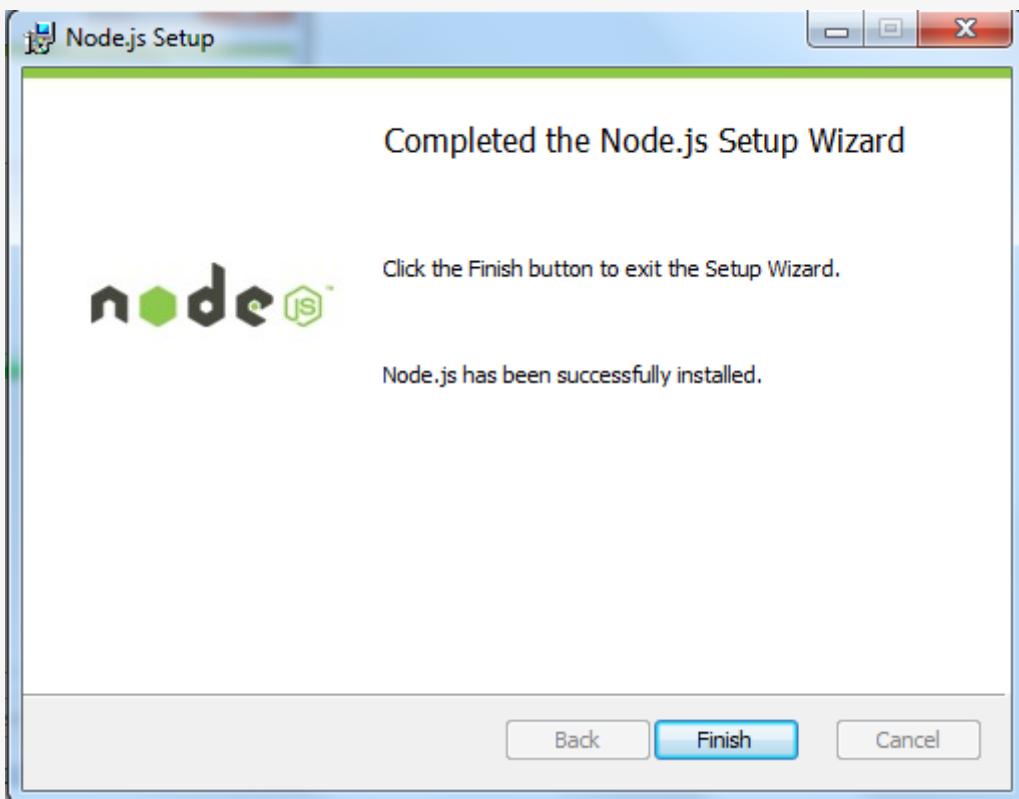 Node.js Setup
Completed the Node.js Setup Wizard
Click the Finish button to exit the Setup Wizard.
node JS™
Node.js has been successfully installed.
Back Finish Cancel